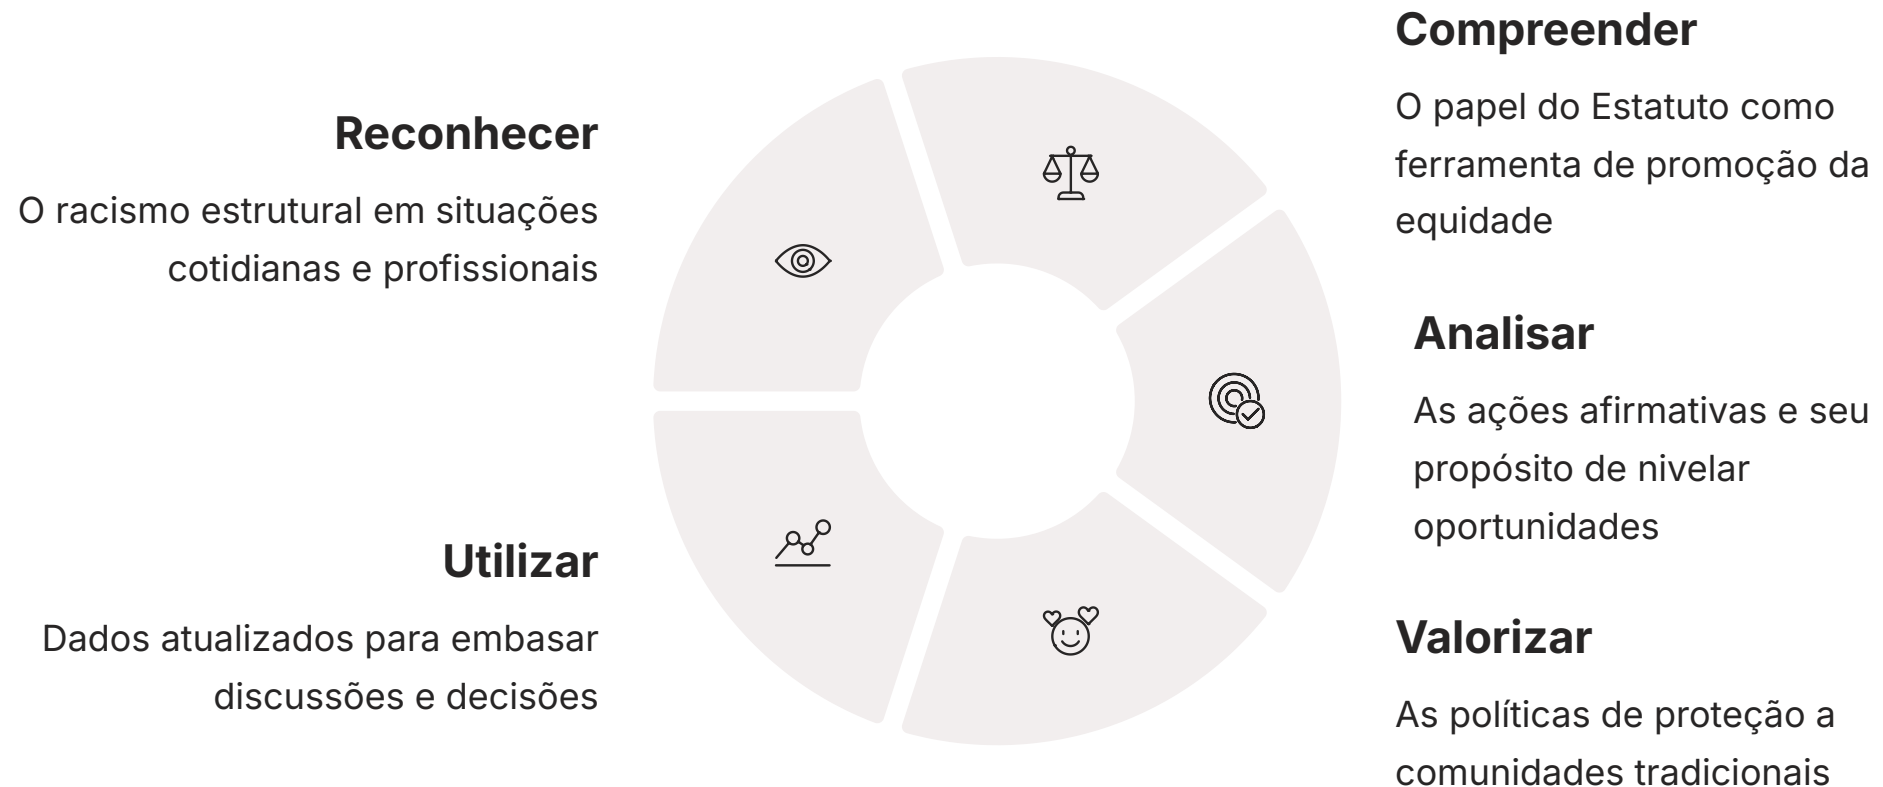 Reconhecer
O racismo estrutural em situações
cotidianas e profissionais
Compreender
O papel do Estatuto como
ferramenta de promoção da
equidade
Analisar
As ações afirmativas e seu
propósito de nivelar
oportunidades
Valorizar
As políticas de proteção a
comunidades tradicionais
Utilizar
Dados atualizados para embasar
discussões e decisões